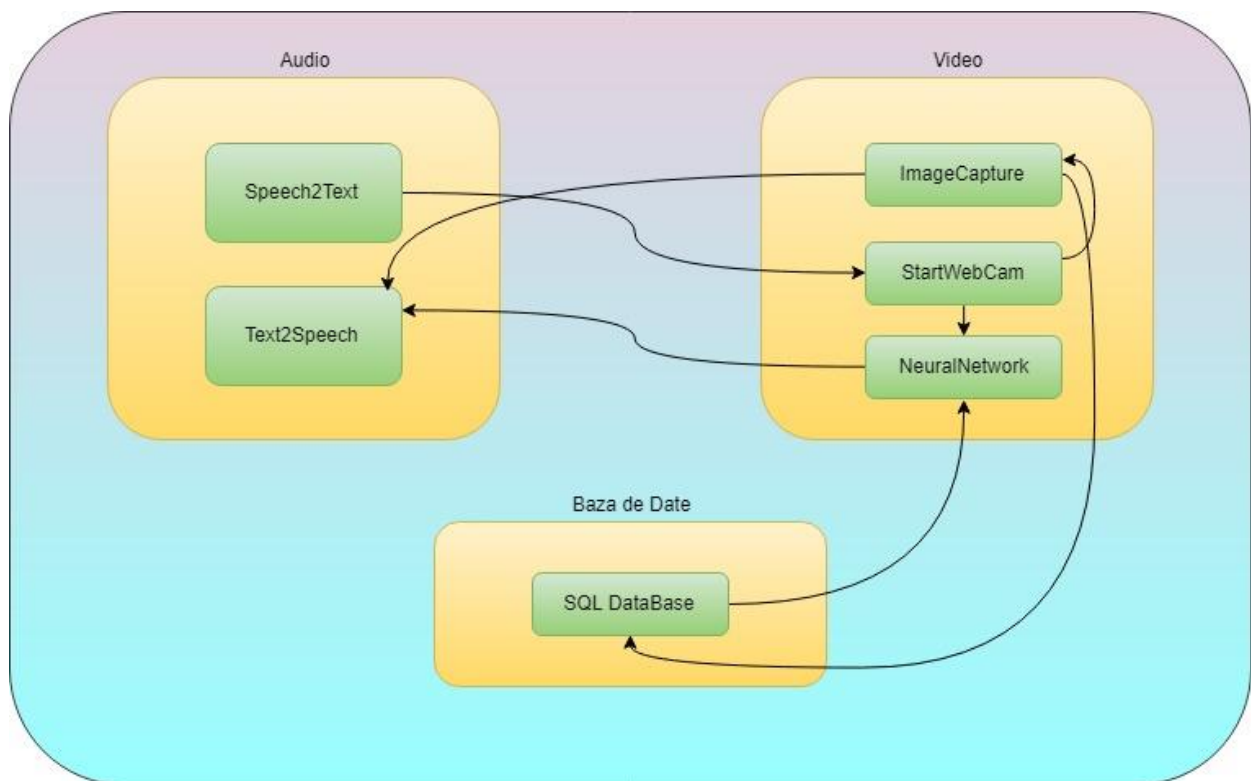 Audio
Video
Speech2Text
Text2Speech
ImageCapture
StartWebCam
NeuralNetwork
Baza de Date
SQL DataBase